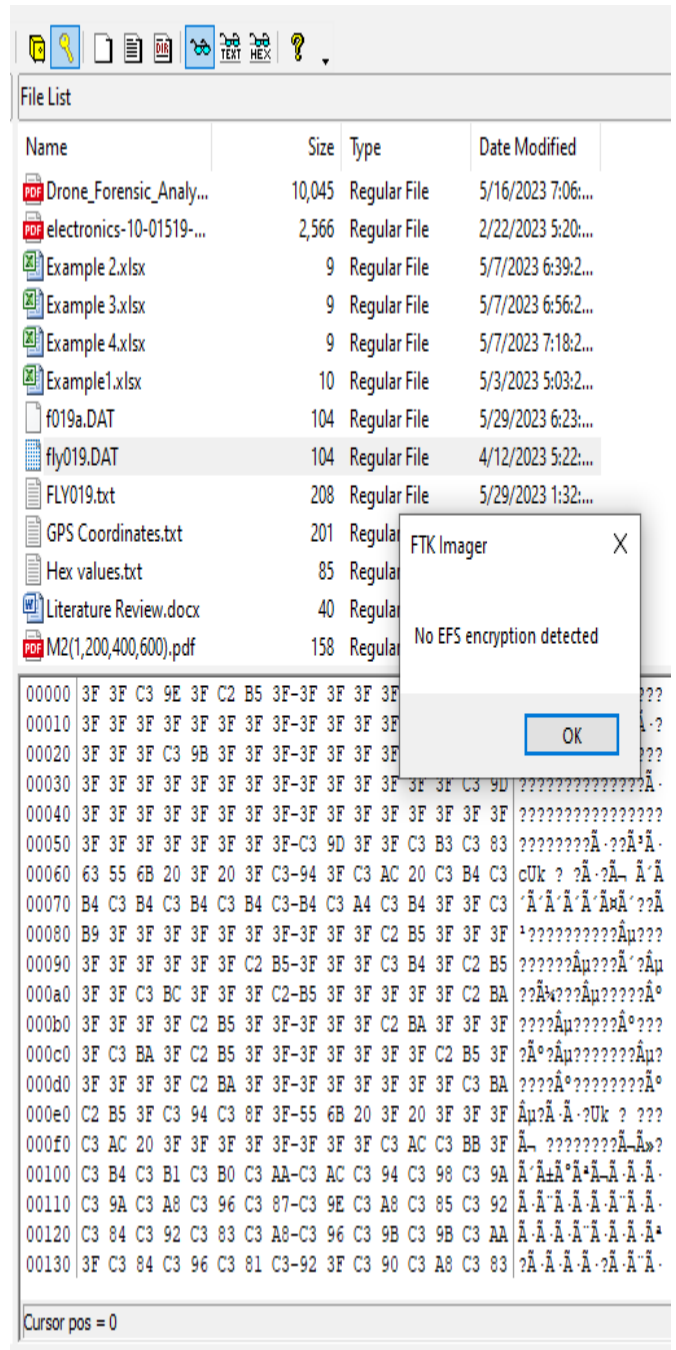 DIR TEXT HEX ?
File List
Name Size Type Date Modified
PDF Drone_Forensic_Analy... 10,045 Regular File 5/16/2023 7:06:...
PDF electronics-10-01519-... 2,566 Regular File 2/22/2023 5:20:...
Example 2.xlsx 9 Regular File 5/7/2023 6:39:2...
Example 3.xlsx 9 Regular File 5/7/2023 6:56:2...
Example 4.xlsx 9 Regular File 5/7/2023 7:18:2...
Example1.xlsx 10 Regular File 5/3/2023 5:03:2...
f019a.DAT 104 Regular File 5/29/2023 6:23:...
fly019.DAT 104 Regular File 4/12/2023 5:22:...
FLY019.txt 208 Regular File 5/29/2023 1:32:...
GPS Coordinates.txt 201 Regular
Hex values.txt 85 Regular
Literature Review.docx 40 Regular
PDF M2(1,200,400,600).pdf 158 Regular
FTK Imager
No EFS encryption detected
OK
00000 3F 3F C3 9E 3F C2 B5 3F-3F 3F 3F 3F ???
00010 3F 3F 3F 3F 3F 3F 3F 3F-3F 3F 3F 3F Ã·?
00020 3F 3F 3F C3 9B 3F 3F 3F-3F 3F 3F 3F ???
00030 3F 3F 3F 3F 3F 3F 3F 3F-3F 3F 3F 3F 3F 3F C3 9D ??????????????Ã·
00040 3F 3F 3F 3F 3F 3F 3F 3F-3F 3F 3F 3F 3F 3F 3F 3F ????????????????
00050 3F 3F 3F 3F 3F 3F 3F 3F-C3 9D 3F 3F C3 B3 C3 83 ????????Ã·??Ã³Ã·
00060 63 55 6B 20 3F 20 3F C3-94 3F C3 AC 20 C3 B4 C3 cUk ? ?Ã·?Ã¬ Ã´Ã
00070 B4 C3 B4 C3 B4 C3 B4 C3-B4 C3 A4 C3 B4 3F 3F C3 ´Ã´Ã´Ã´Ã´Ã¤Ã´??Ã
00080 B9 3F 3F 3F 3F 3F 3F 3F-3F 3F 3F C2 B5 3F 3F 3F ¹??????????Âµ???
00090 3F 3F 3F 3F 3F 3F C2 B5-3F 3F 3F C3 B4 3F C2 B5 ??????Âµ???Ã´?Âµ
000a0 3F 3F C3 BC 3F 3F 3F C2-B5 3F 3F 3F 3F 3F C2 BA ??Ã¼???Âµ?????Âº
000b0 3F 3F 3F 3F C2 B5 3F 3F-3F 3F 3F C2 BA 3F 3F 3F ????Âµ?????Âº???
000c0 3F C3 BA 3F C2 B5 3F 3F-3F 3F 3F 3F 3F C2 B5 3F ?Ãº?Âµ???????Âµ?
000d0 3F 3F 3F 3F C2 BA 3F 3F-3F 3F 3F 3F 3F 3F C3 BA ????Âº????????Ãº
000e0 C2 B5 3F C3 94 C3 8F 3F-55 6B 20 3F 20 3F 3F 3F Âµ?Ã·Ã·?Uk ? ???
000f0 C3 AC 20 3F 3F 3F 3F 3F-3F 3F 3F C3 AC C3 BB 3F Ã¬ ????????Ã¬Ã»?
00100 C3 B4 C3 B1 C3 B0 C3 AA-C3 AC C3 94 C3 98 C3 9A Ã´Ã±Ã°ÃªÃ¬Ã·Ã·Ã·
00110 C3 9A C3 A8 C3 96 C3 87-C3 9E C3 A8 C3 85 C3 92 Ã·Ã¨Ã·Ã·Ã·Ã¨Ã·Ã·
00120 C3 84 C3 92 C3 83 C3 A8-C3 96 C3 9B C3 9B C3 AA Ã·Ã·Ã·Ã¨Ã·Ã·Ã·Ãª
00130 3F C3 84 C3 96 C3 81 C3-92 3F C3 90 C3 A8 C3 83 ?Ã·Ã·Ã·Ã·?Ã·Ã¨Ã·
Cursor pos = 0